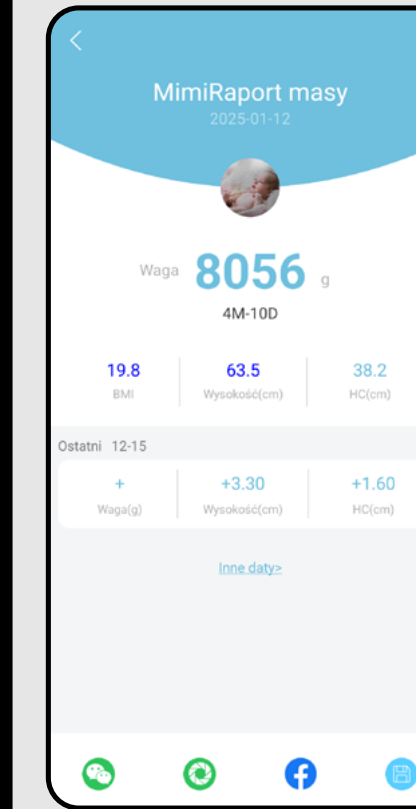 MimiRaport masy
2025-01-12
Waga 8056 g
4M-10D
19.8 63.5 38.2
BMI Wysokość(cm) HC(cm)
Ostatni 12-15
+ +3.30 +1.60
Waga(g) Wysokość(cm) HC(cm)
Inne daty>